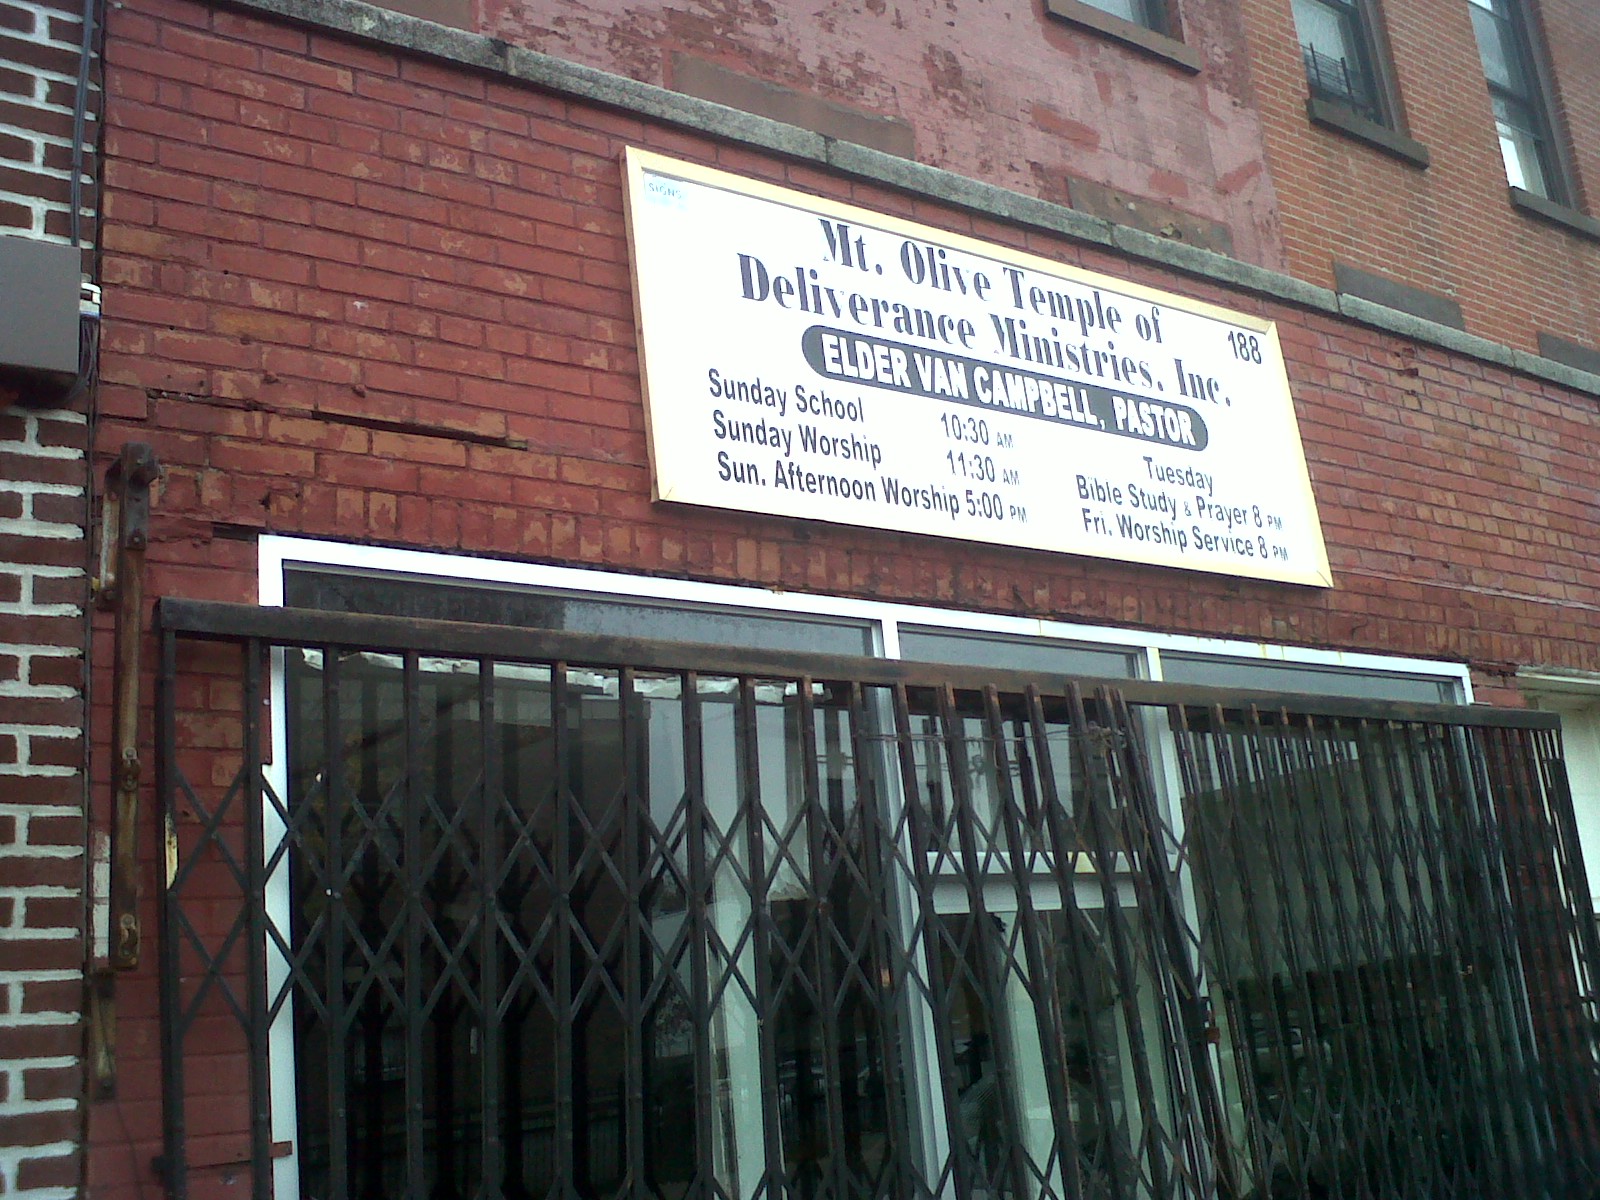 SIGNS
Mt. Olive Temple of
Deliverance Ministries. Inc.
188
ELDER VAN CAMPBELL, PASTOR
Sunday School 10:30 AM
Sunday Worship 11:30 AM
Sun. Afternoon Worship 5:00 PM
Tuesday
Bible Study & Prayer 8 PM
Fri. Worship Service 8 PM